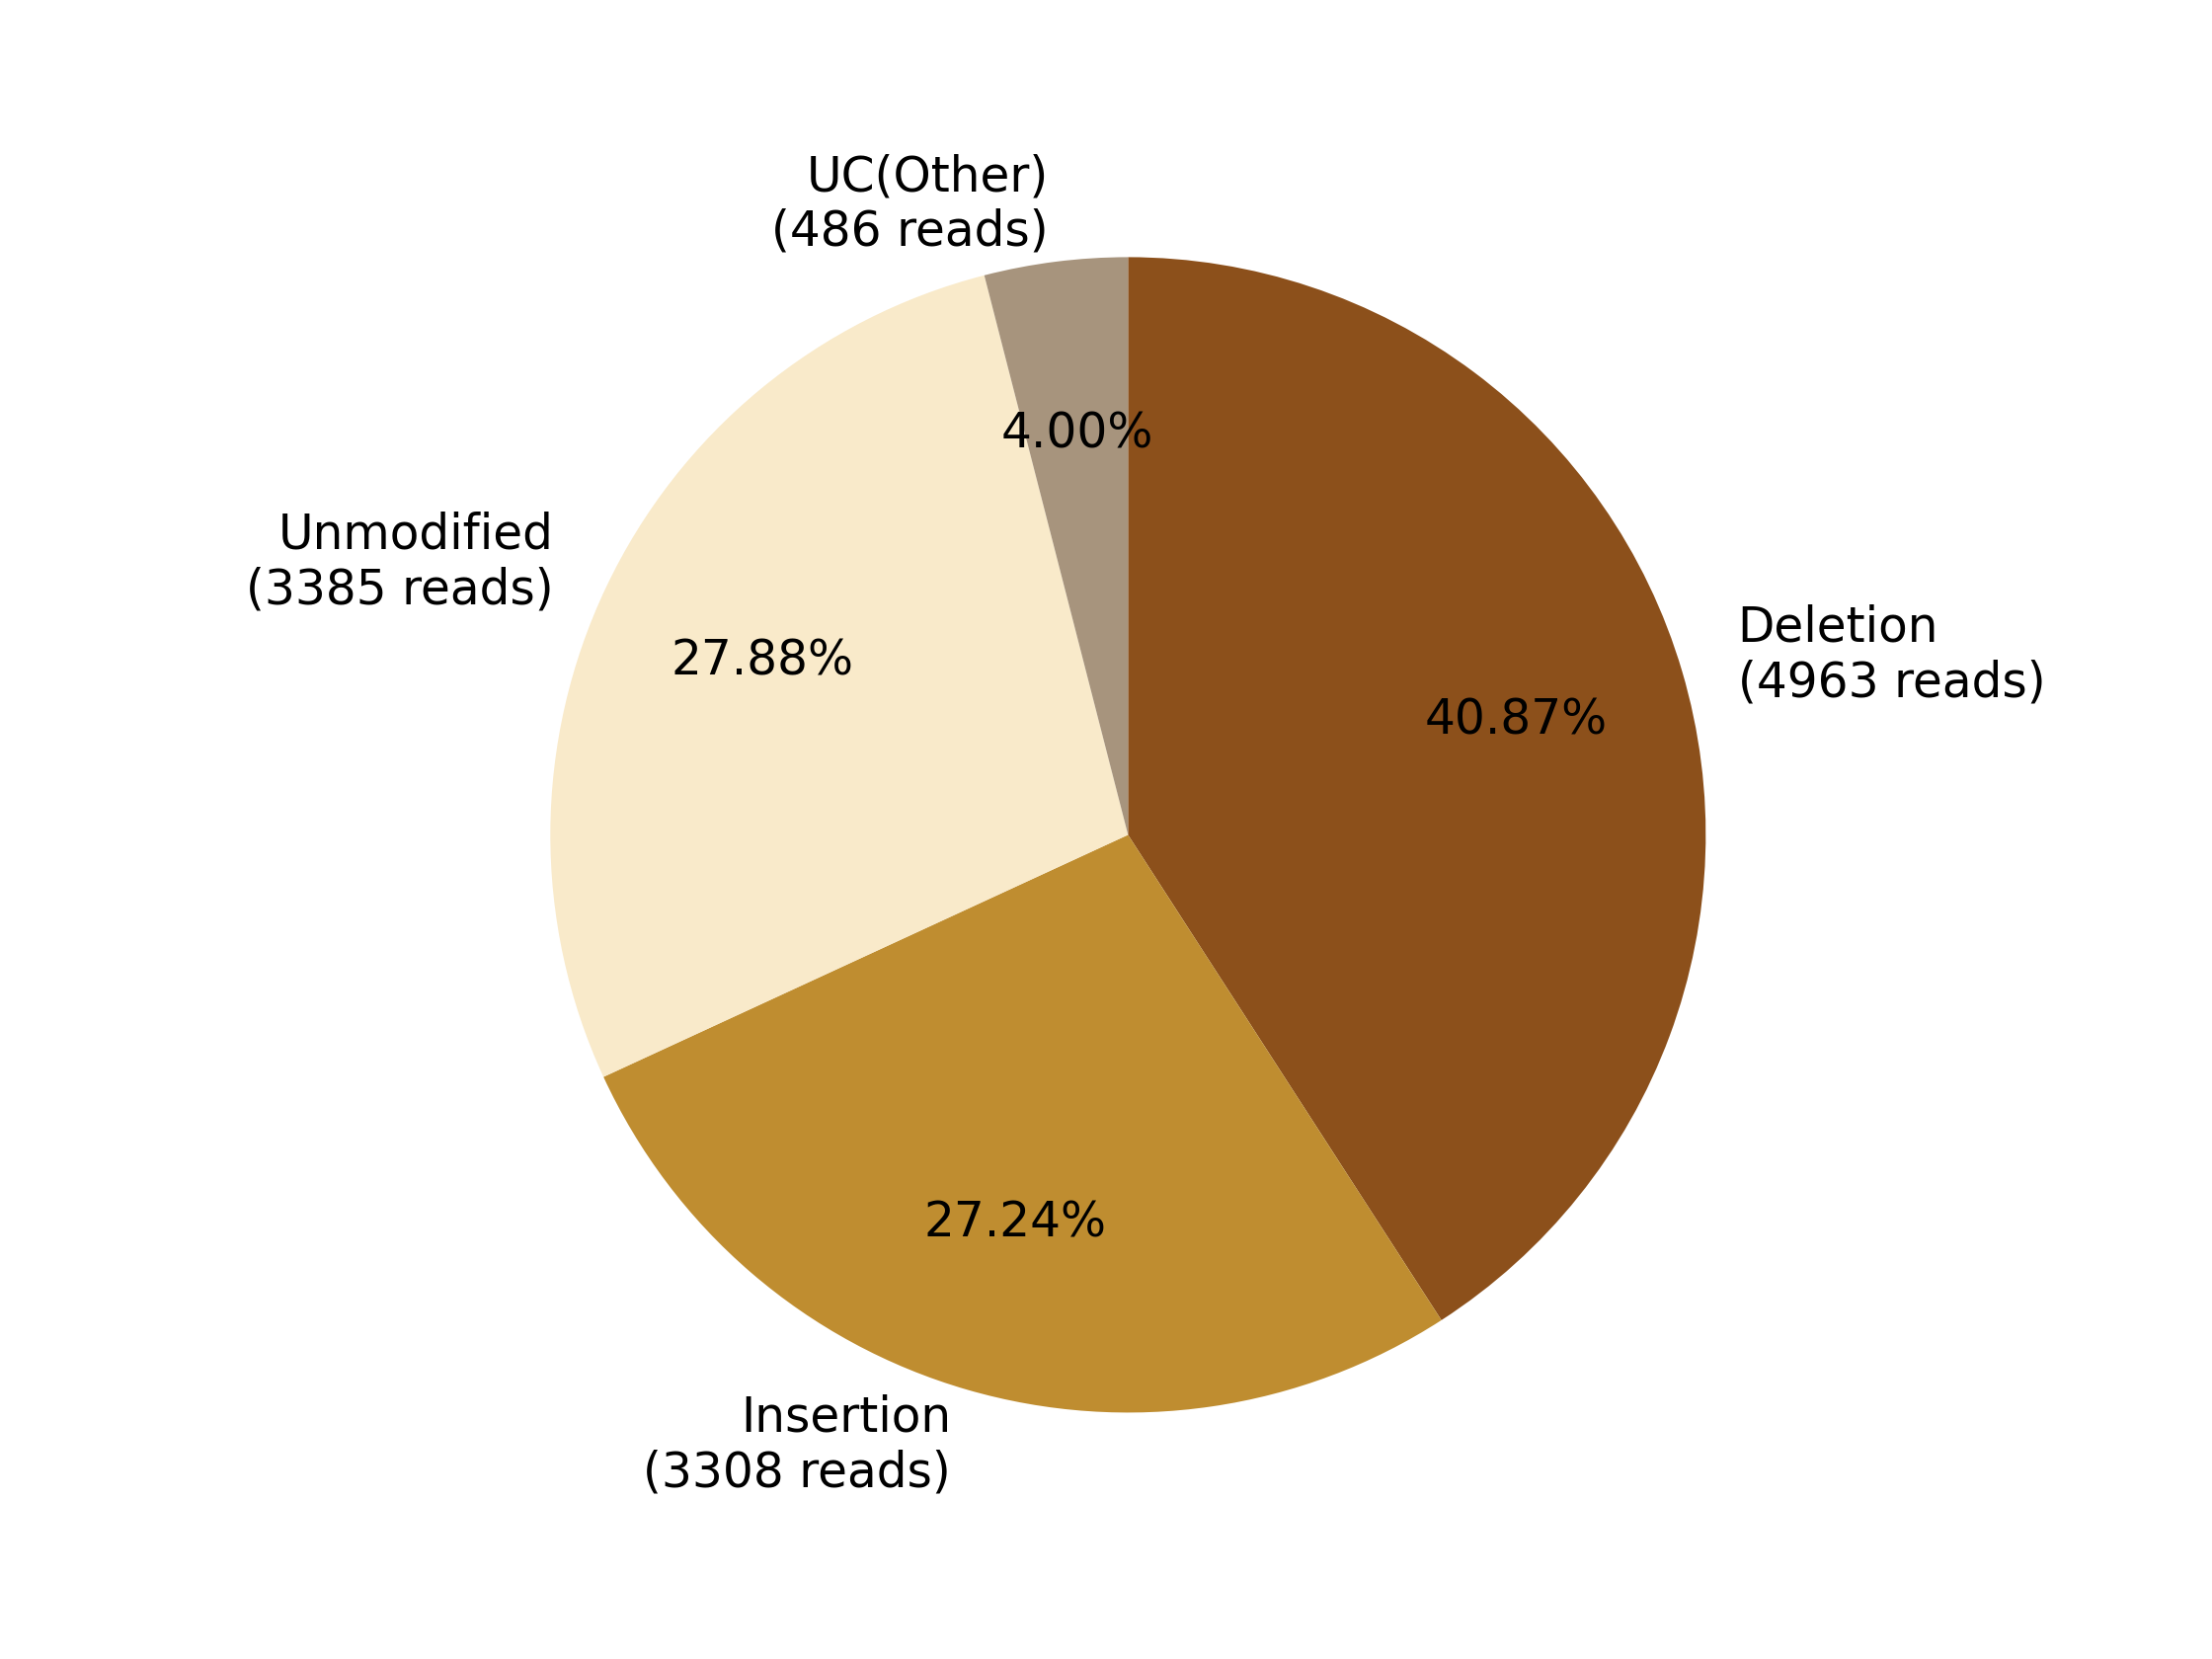 UC(Other)
(486 reads)
4.00%
Unmodified
(3385 reads)
27.88%
Deletion
(4963 reads)
40.87%
27.24%
Insertion
(3308 reads)